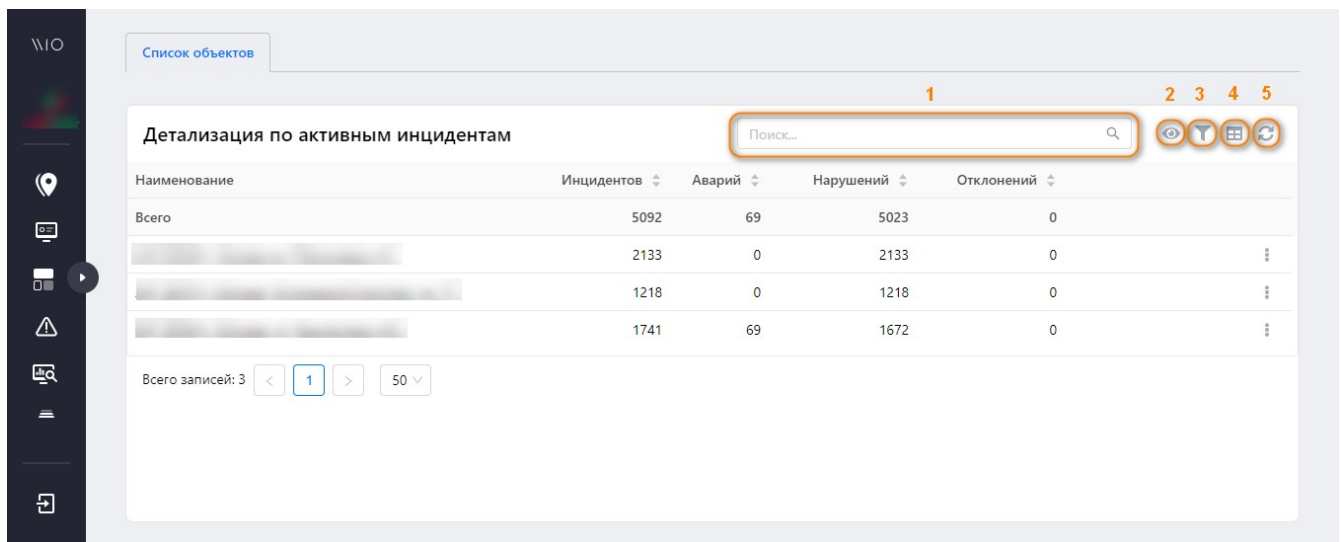 WIO
Список объектов
1 2 3 4 5
Детализация по активным инцидентам Поиск...
Наименование Инцидентов Аварий Нарушений Отклонений
Всего 5092 69 5023 0
2133 0 2133 0
1218 0 1218 0
1741 69 1672 0
Всего записей: 3 < 1 > 50